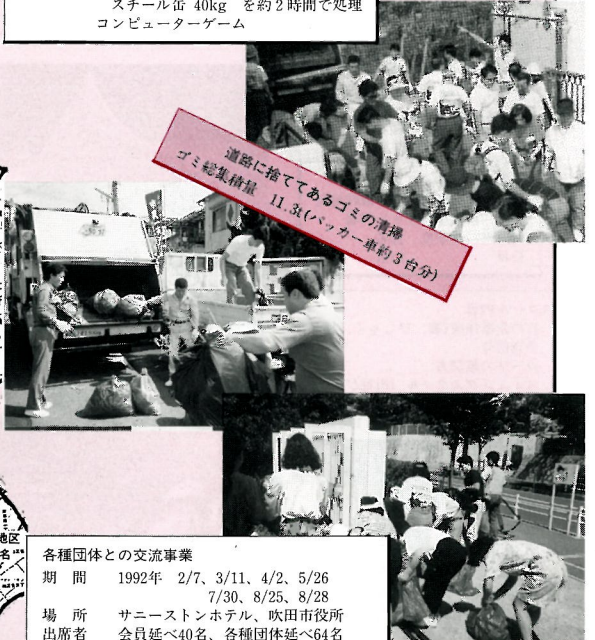 スチール缶 40kg を約2時間で処理
コンピューターゲーム
道路に捨ててあるゴミの清掃
ゴミ総集積量 11.3t(パッカー車約3台分)
地区
名
各種団体との交流事業
期 間 1992年 2/7、3/11、4/2、5/26
7/30、8/25、8/28
場 所 サニーストンホテル、吹田市役所
出席者 会員延べ40名、各種団体延べ64名